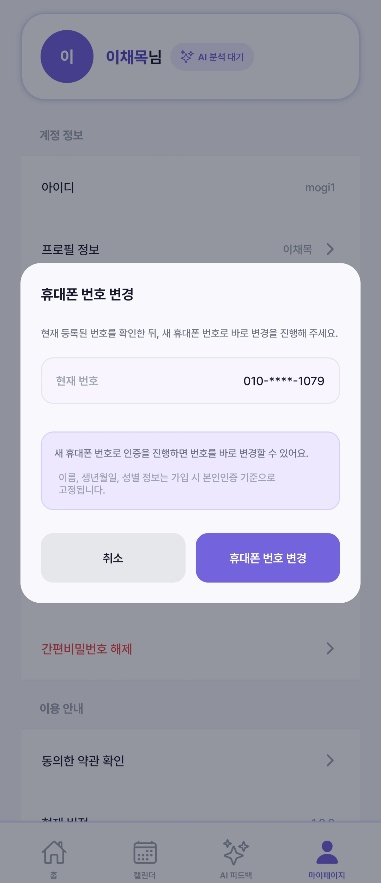 이
이채목님
AI 분석 대기
계정 정보
아이디
mogi1
프로필 정보
이채목
휴대폰 번호 변경
현재 등록된 번호를 확인한 뒤, 새 휴대폰 번호로 바로 변경을 진행해 주세요.
현재 번호
010-****-1079
새 휴대폰 번호로 인증을 진행하면 번호를 바로 변경할 수 있어요.
이름, 생년월일, 성별 정보는 가입 시 본인인증 기준으로
고정됩니다.
취소
휴대폰 번호 변경
간편비밀번호 해제
이용 안내
동의한 약관 확인
현재 버전
홈
캘린더
AI 피드백
마이페이지